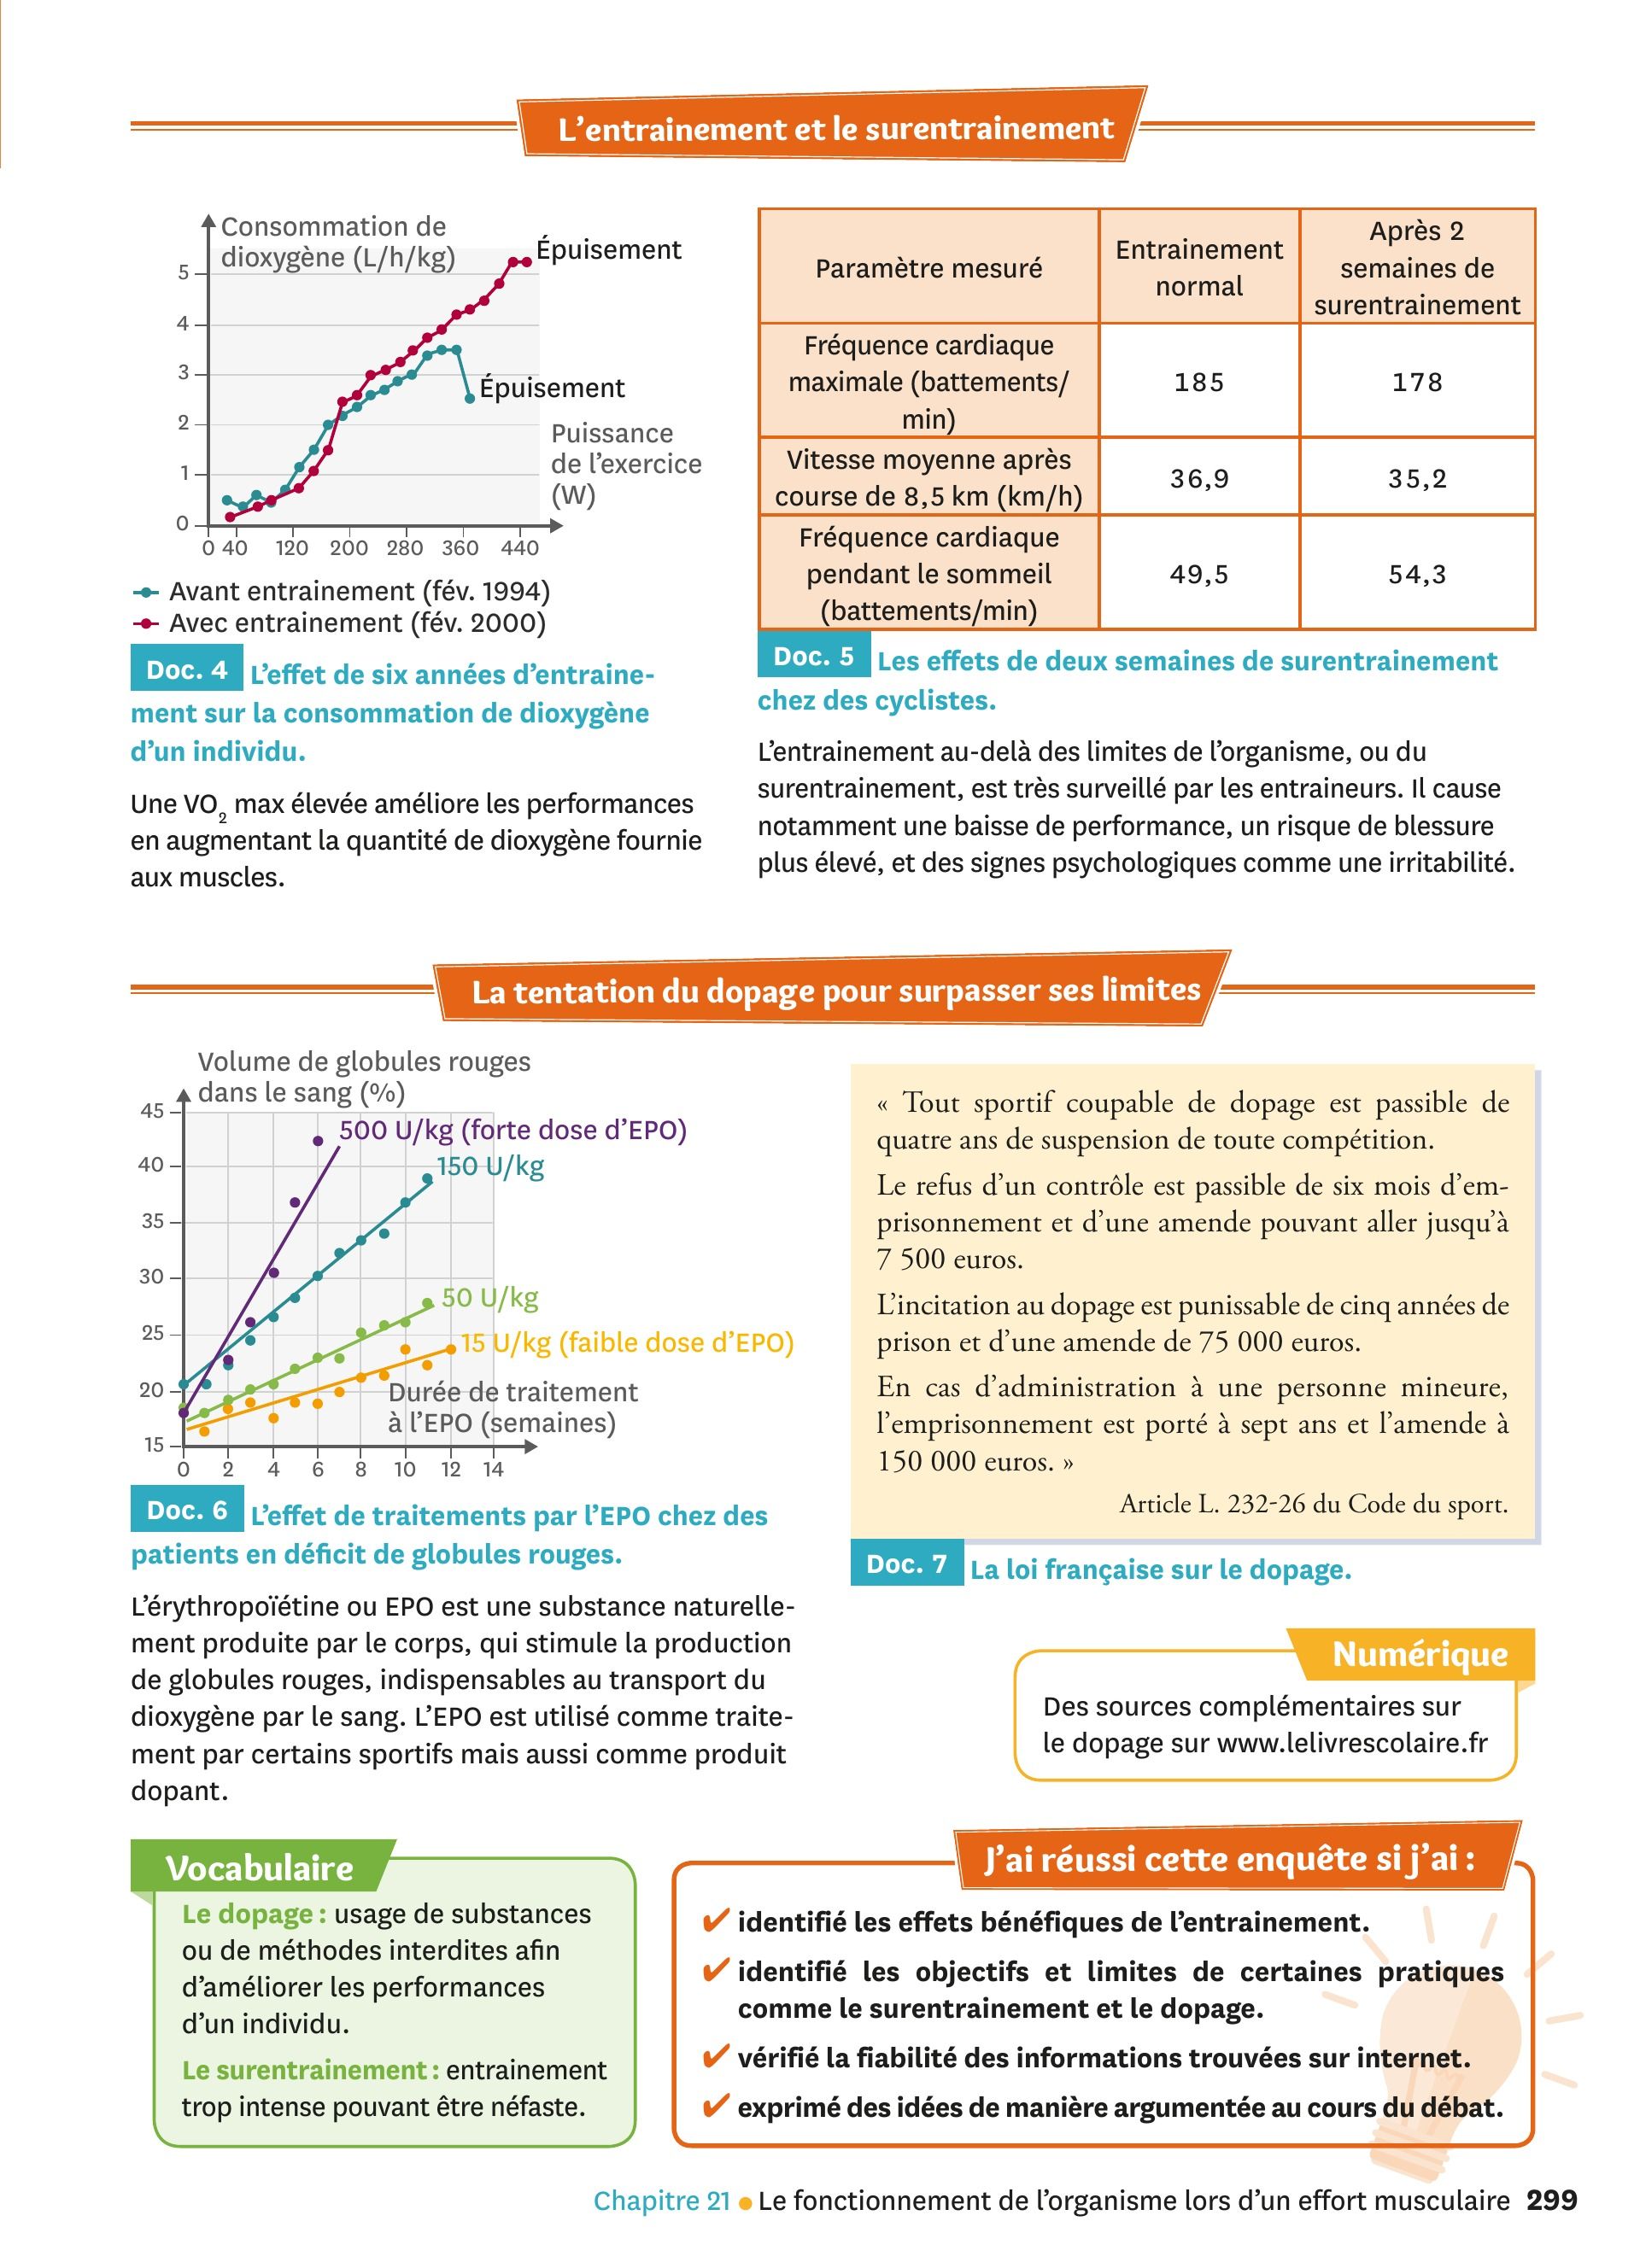 L'entrainement et le surentrainement
Consommation de
dioxygène (L/h/kg)
Épuisement
5
4
3
2
1
0
Épuisement
Puissance
de l'exercice
(W)
0 40 120 200 280 360 440
Avant entrainement (fév. 1994)
Avec entrainement (fév. 2000)
Doc. 4 L'effet de six années d'entraine-
ment sur la consommation de dioxygène
d'un individu.
Une VO2 max élevée améliore les performances
en augmentant la quantité de dioxygène fournie
aux muscles.
Paramètre mesuré
Entrainement
normal
Après 2
semaines de
surentrainement
Fréquence cardiaque
maximale (battements/
min)
185
178
Vitesse moyenne après
course de 8,5 km (km/h)
36,9
35,2
Fréquence cardiaque
pendant le sommeil
(battements/min)
49,5
54,3
Doc. 5 Les effets de deux semaines de surentrainement
chez des cyclistes.
L'entrainement au-delà des limites de l'organisme, ou du
surentrainement, est très surveillé par les entraineurs. Il cause
notamment une baisse de performance, un risque de blessure
plus élevé, et des signes psychologiques comme une irritabilité.
La tentation du dopage pour surpasser ses limites
Volume de globules rouges
dans le sang (%)
45
40
35
30
25
20
15
500 U/kg (forte dose d'EPO)
150 U/kg
50 U/kg
15 U/kg (faible dose d'EPO)
Durée de traitement
à l'EPO (semaines)
0 2 4 6 8 10 12 14
Doc. 6 L'effet de traitements par l'EPO chez des
patients en déficit de globules rouges.
L'érythropoïétine ou EPO est une substance naturelle-
ment produite par le corps, qui stimule la production
de globules rouges, indispensables au transport du
dioxygène par le sang. L'EPO est utilisé comme traite-
ment par certains sportifs mais aussi comme produit
dopant.
« Tout sportif coupable de dopage est passible de
quatre ans de suspension de toute compétition.
Le refus d'un contrôle est passible de six mois d'em-
prisonnement et d'une amende pouvant aller jusqu'à
7 500 euros.
L'incitation au dopage est punissable de cinq années de
prison et d'une amende de 75 000 euros.
En cas d'administration à une personne mineure,
l'emprisonnement est porté à sept ans et l'amende à
150 000 euros. »
Article L. 232-26 du Code du sport.
Doc. 7 La loi française sur le dopage.
Numérique
Des sources complémentaires sur
le dopage sur www.lelivrescolaire.fr
Vocabulaire
Le dopage : usage de substances
ou de méthodes interdites afin
d'améliorer les performances
d'un individu.
Le surentrainement : entrainement
trop intense pouvant être néfaste.
J'ai réussi cette enquête si j'ai :
✔ identifié les effets bénéfiques de l'entrainement.
✔ identifié les objectifs et limites de certaines pratiques
comme le surentrainement et le dopage.
✔ vérifié la fiabilité des informations trouvées sur internet.
✔ exprimé des idées de manière argumentée au cours du débat.
Chapitre 21 ● Le fonctionnement de l'organisme lors d'un effort musculaire 299